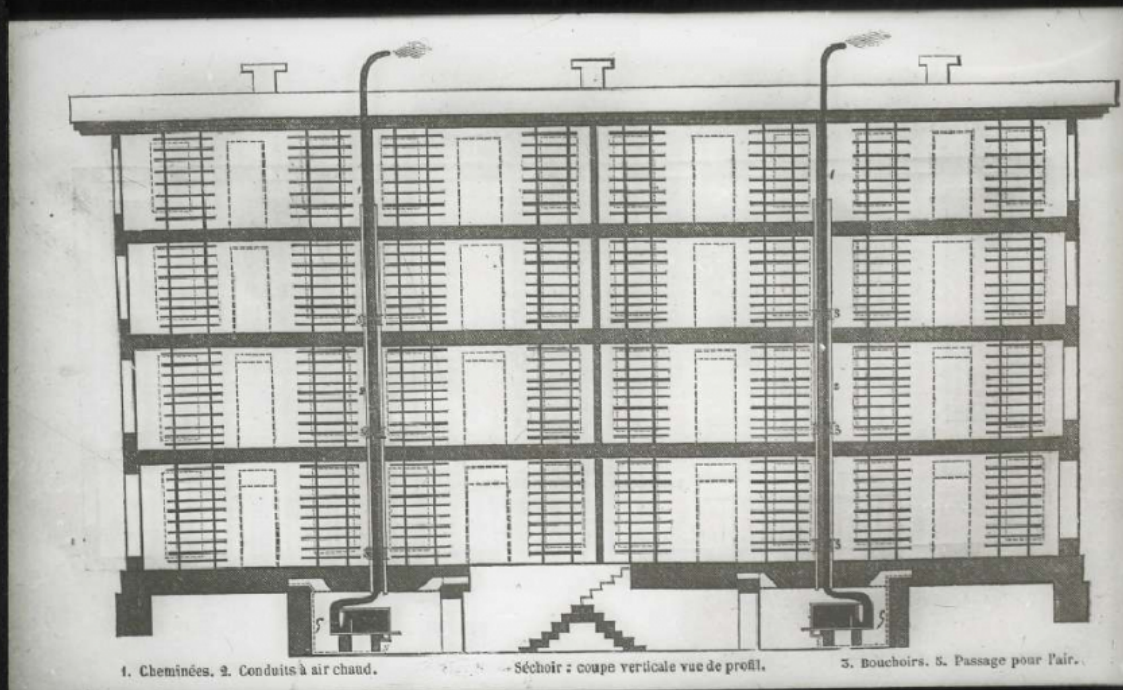 1. Cheminées. 2. Conduits à air chaud.
Séchoir : coupe verticale vue de profil.
3. Bouchoirs. 5. Passage pour l'air.